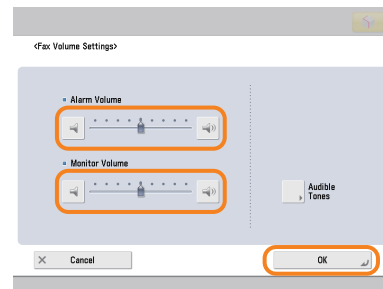 <Fax Volume Settings>
Alarm Volume
Monitor Volume
Audible
Tones
Cancel
OK